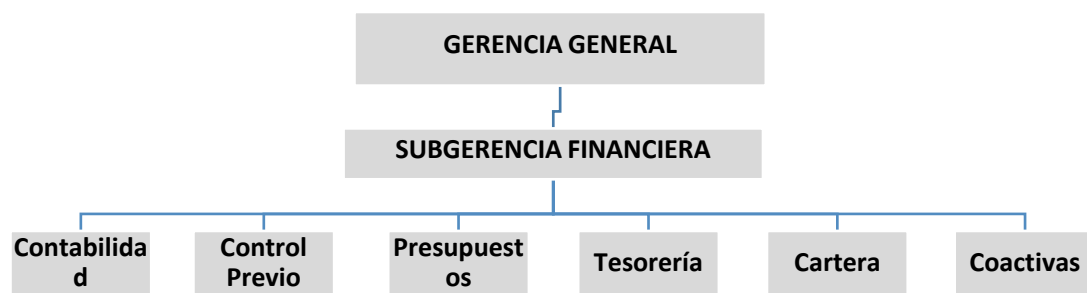 GERENCIA GENERAL
SUBGERENCIA FINANCIERA
Contabilida
d
Control
Previo
Presupuest
os
Tesorería
Cartera
Coactivas